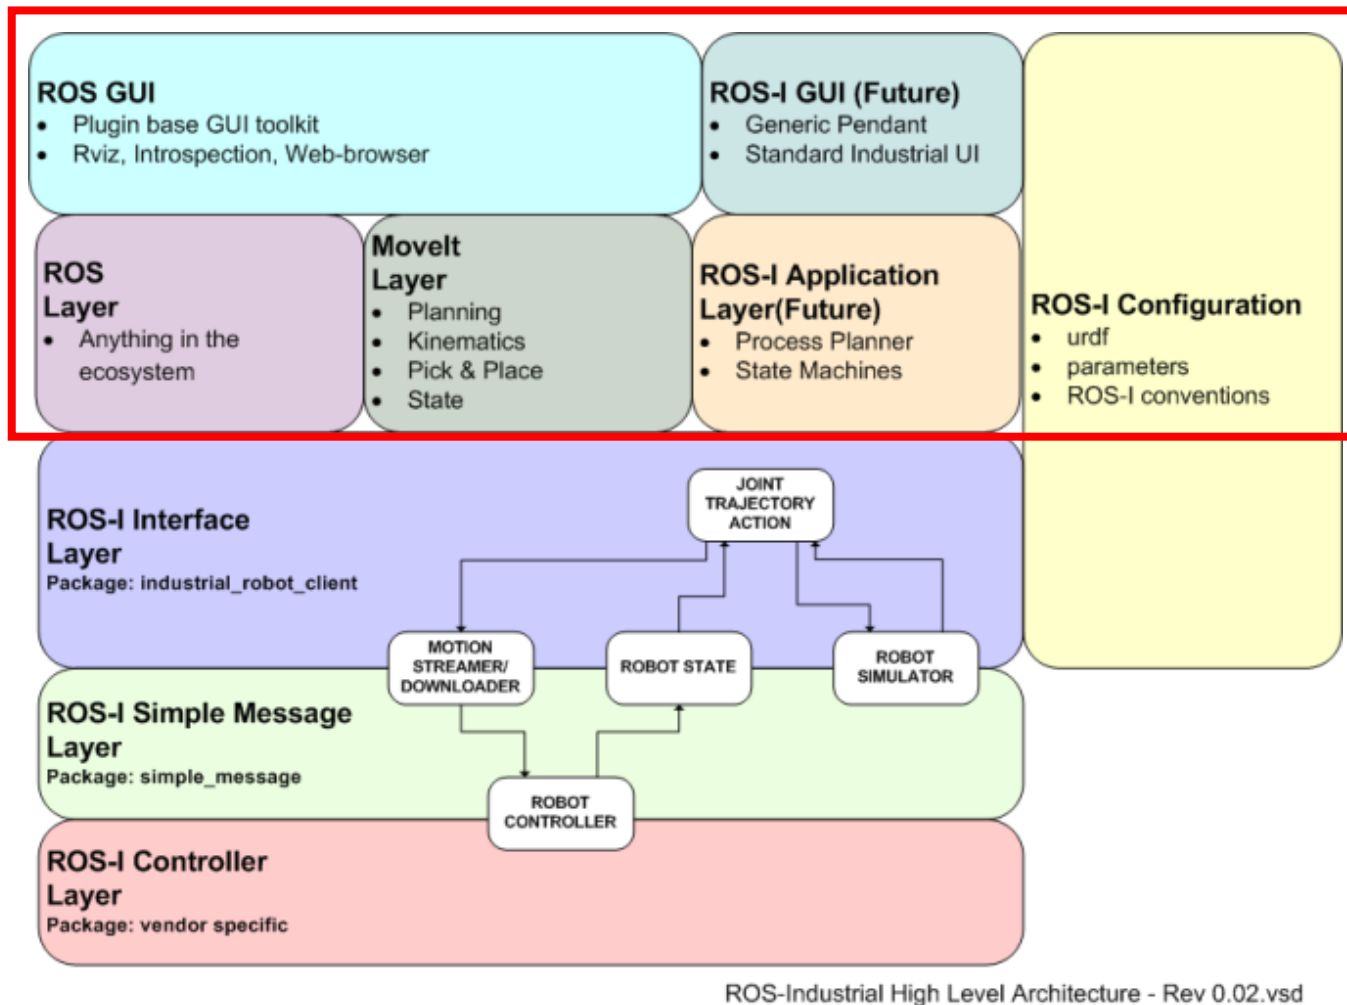 ROS GUI
• Plugin base GUI toolkit
• Rviz, Introspection, Web-browser
ROS-I GUI (Future)
• Generic Pendant
• Standard Industrial UI
ROS
Layer
• Anything in the
ecosystem
MoveIt
Layer
• Planning
• Kinematics
• Pick & Place
• State
ROS-I Application
Layer(Future)
• Process Planner
• State Machines
ROS-I Configuration
• urdf
• parameters
• ROS-I conventions
ROS-I Interface
Layer
Package: industrial_robot_client
JOINT
TRAJECTORY
ACTION
MOTION
STREAMER/
DOWNLOADER
ROBOT STATE
ROBOT
SIMULATOR
ROS-I Simple Message
Layer
Package: simple_message
ROBOT
CONTROLLER
ROS-I Controller
Layer
Package: vendor specific
ROS-Industrial High Level Architecture - Rev 0.02.vsd